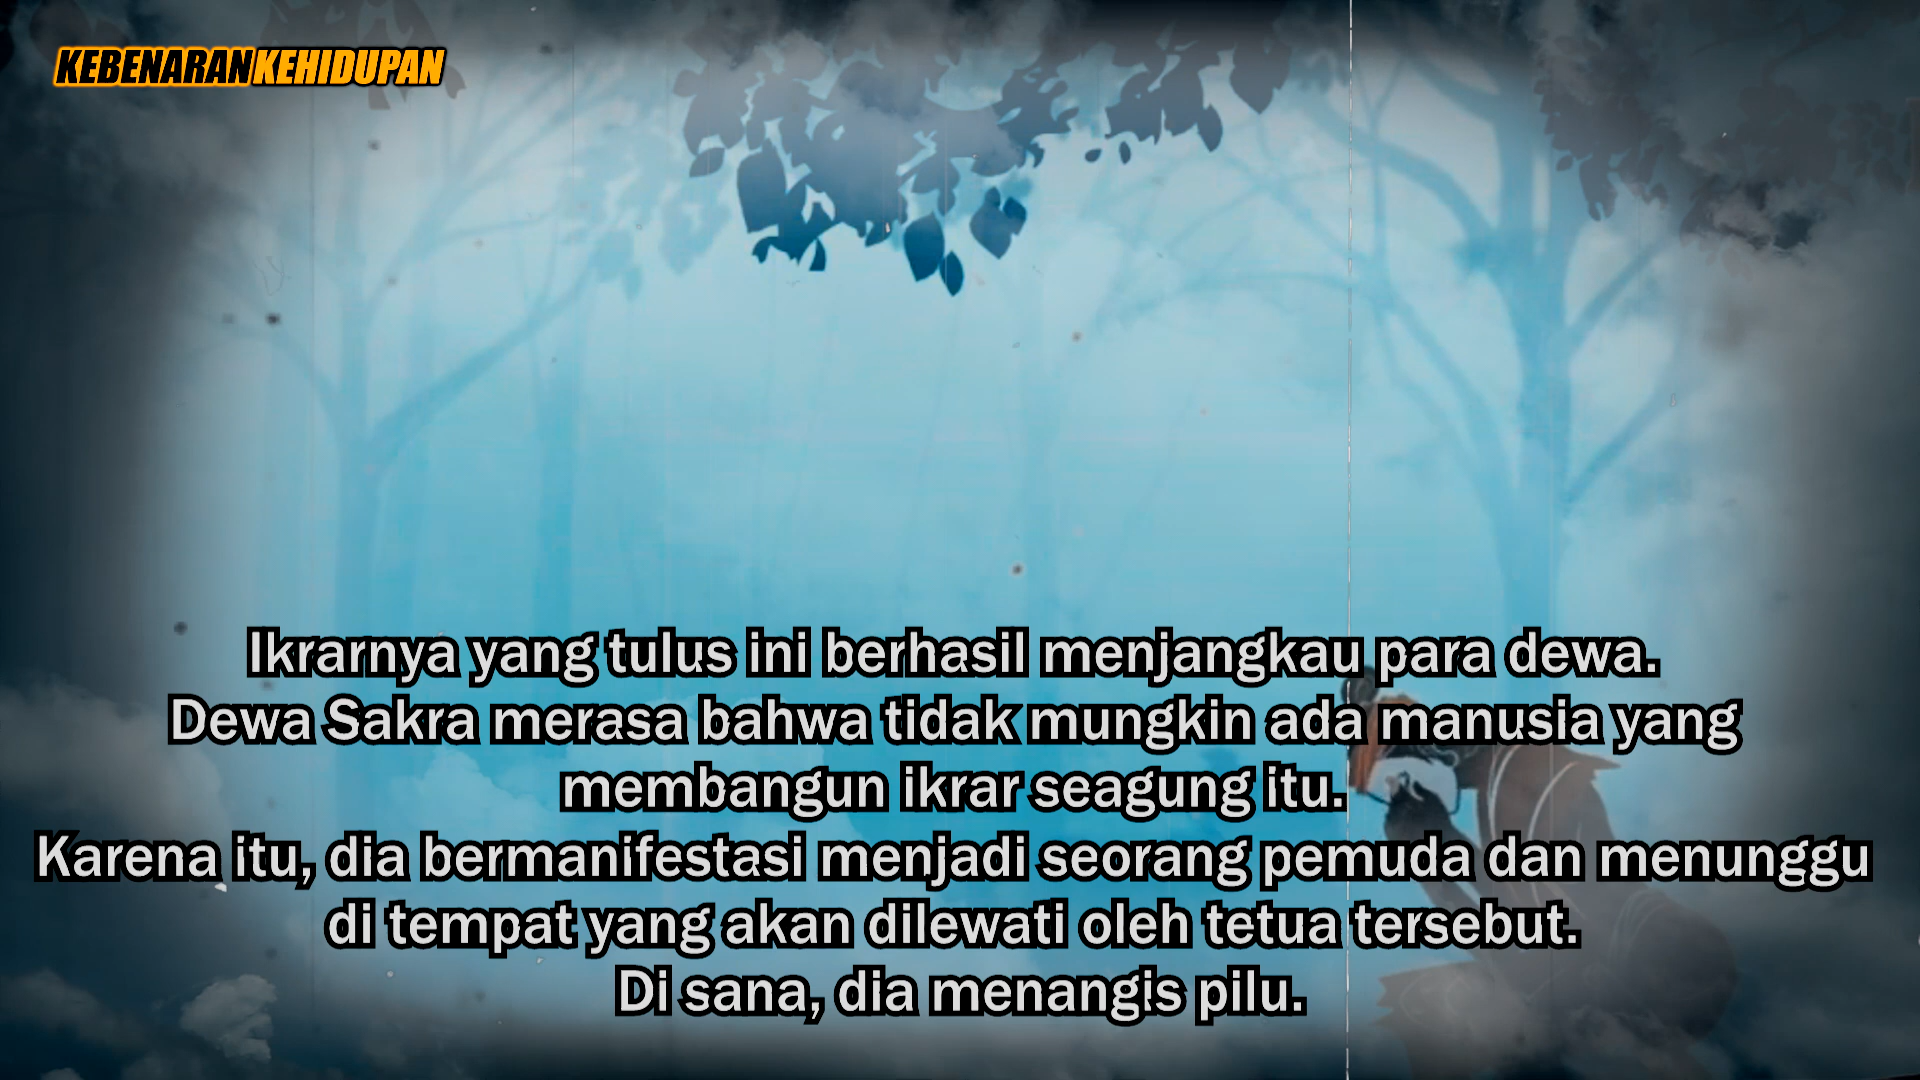 KEBENARANKEHIDUPAN
Ikrarnya yang tulus ini berhasil menjangkau para dewa.
Dewa Sakra merasa bahwa tidak mungkin ada manusia yang
membangun ikrar seagung itu.
Karena itu, dia bermanifestasi menjadi seorang pemuda dan menunggu
di tempat yang akan dilewati oleh tetua tersebut.
Di sana, dia menangis pilu.